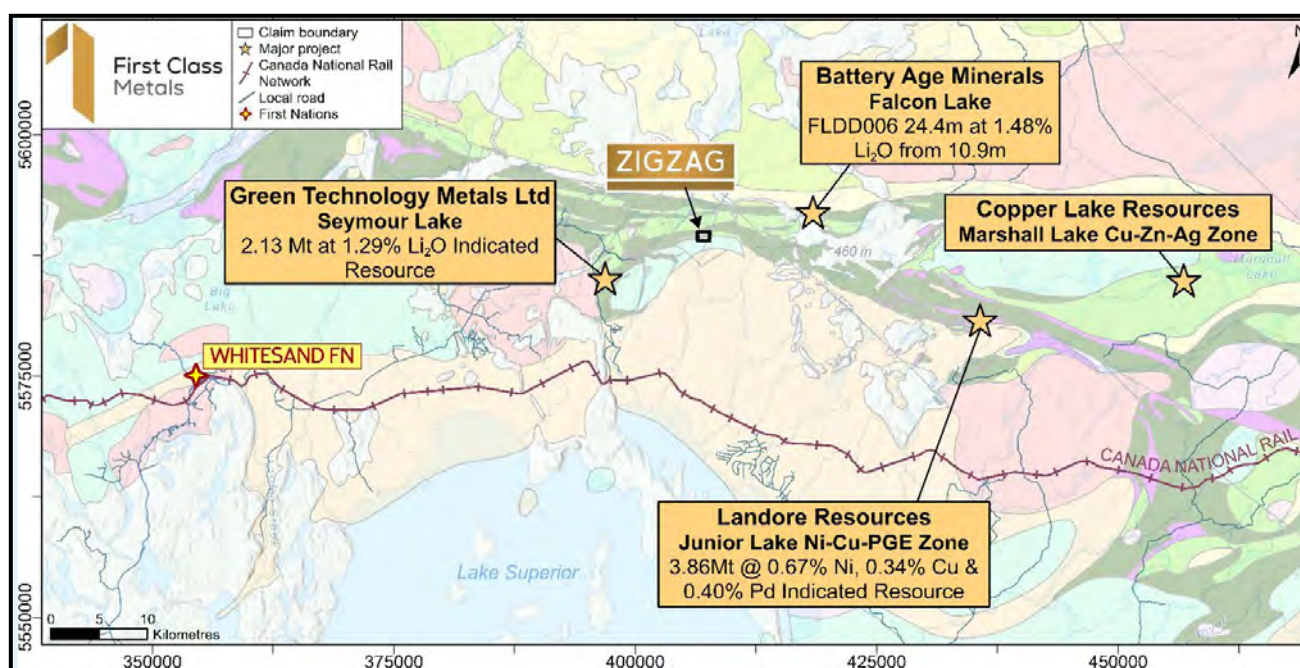 First Class
Metals
Claim boundary
Major project
Canada National Rail
Network
Local road
First Nations
Lake
N
Battery Age Minerals
Falcon Lake
FLDD006 24.4m at 1.48%
Li₂O from 10.9m
ZIGZAG
Green Technology Metals Ltd
Seymour Lake
2.13 Mt at 1.29% Li₂O Indicated
Resource
Copper Lake Resources
Marshall Lake Cu-Zn-Ag Zone
460 m
Marshall
Lake
Big
Lake
WHITESAND FN
CANADA NATIONAL RAIL
Landore Resources
Junior Lake Ni-Cu-PGE Zone
3.86Mt @ 0.67% Ni, 0.34% Cu &
0.40% Pd Indicated Resource
Lake Superior
0 5 10
Kilometres
5600000
5575000
5550000
350000 375000 400000 425000 450000